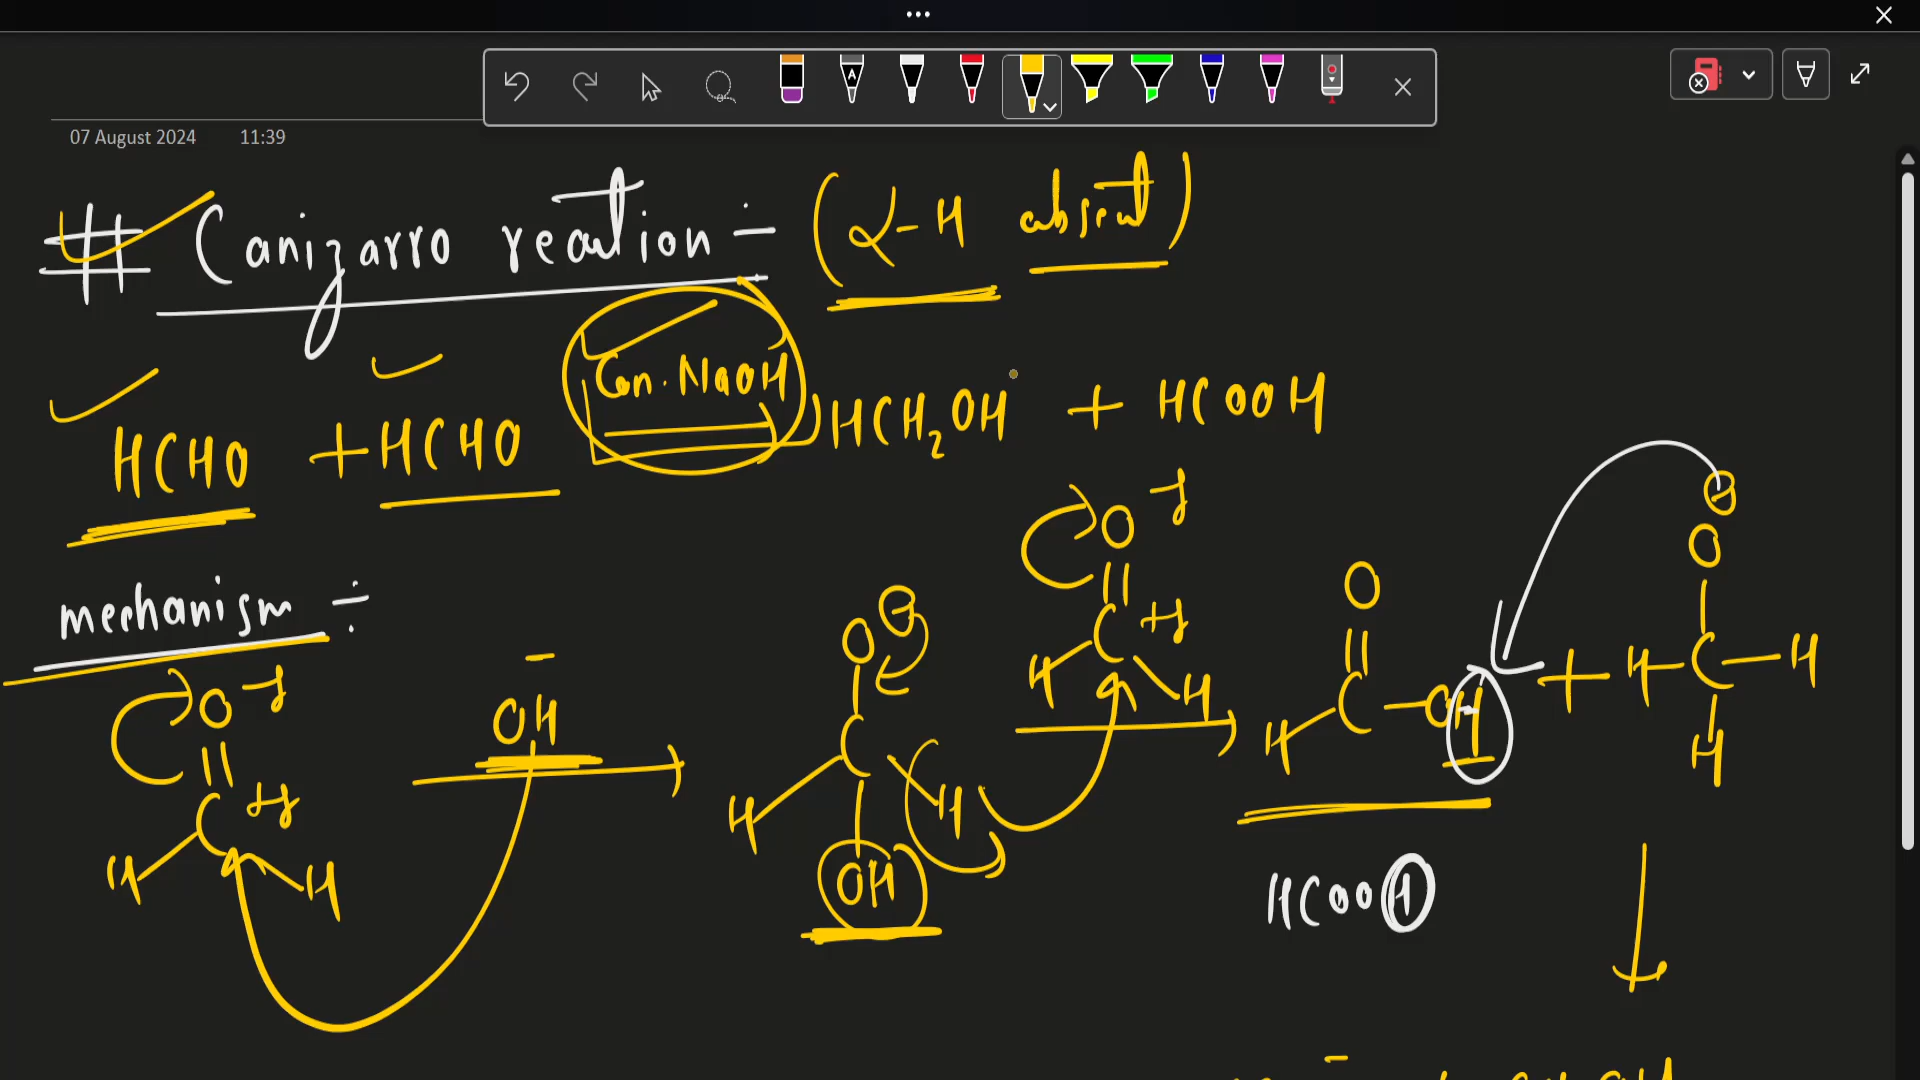 07 August 2024 11:39
# Canizarro reaction :- (α-H absent)
HCHO + HCHO Con. NaOH HCH₂OH + HCOOH
mechanism :-
O δ-
||
C +δ
H H
OH⁻
O ⊖
C
H H
OH
O δ-
||
C +δ
H H
O
||
H C - OH
+
⊖
O
H - C - H
H
HCOOH